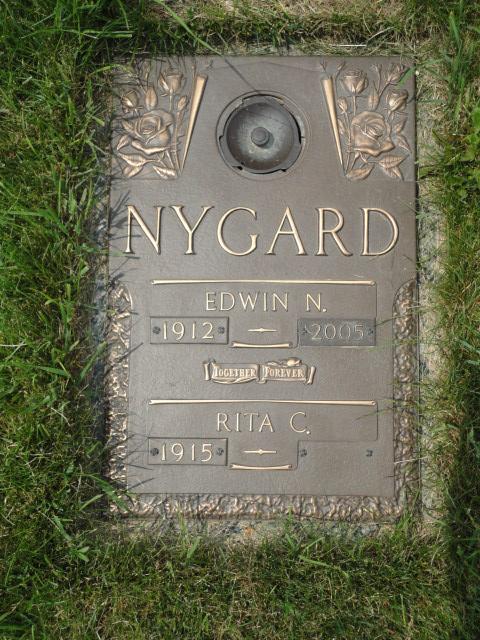 NYGARD
EDWIN N.
1912 2005
TOGETHER FOREVER
RITA C.
1915